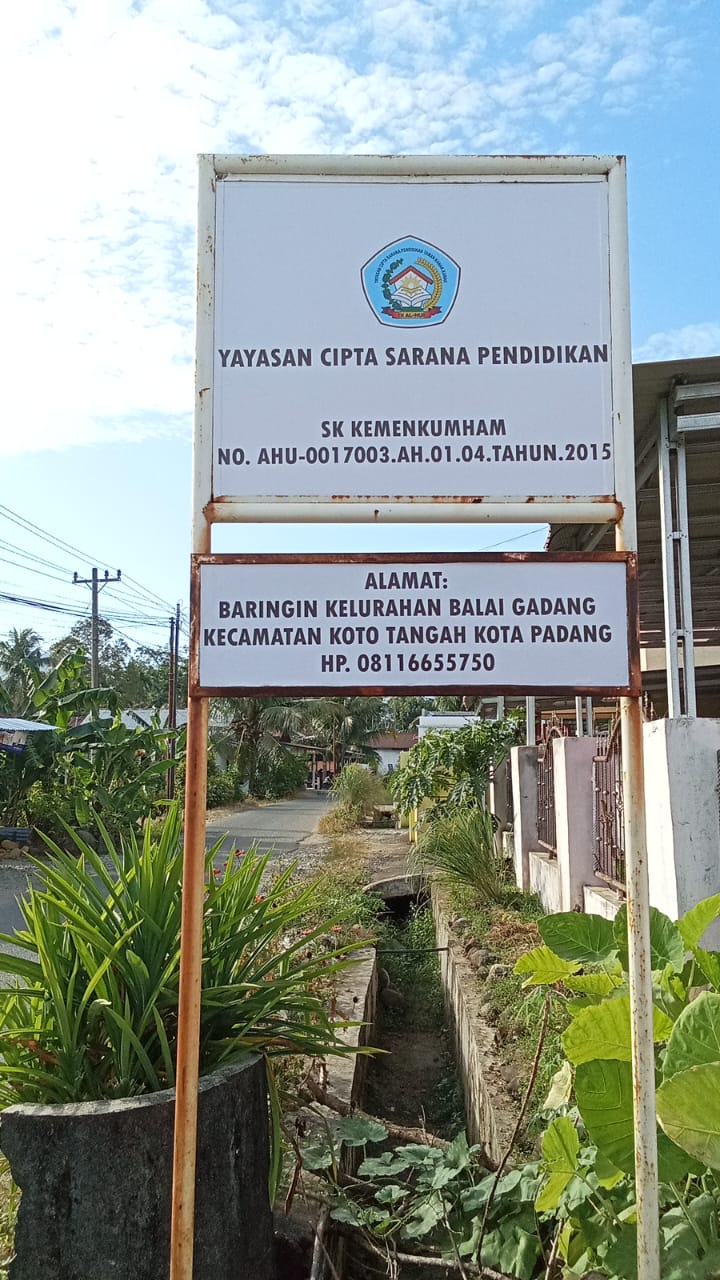 YAYASAN CIPTA SARANA PENDIDIKAN
SK KEMENKUMHAM
NO. AHU-0017003.AH.01.04.TAHUN.2015
ALAMAT:
BARINGIN KELURAHAN BALAI GADANG
KECAMATAN KOTO TANGAH KOTA PADANG
HP. 08116655750